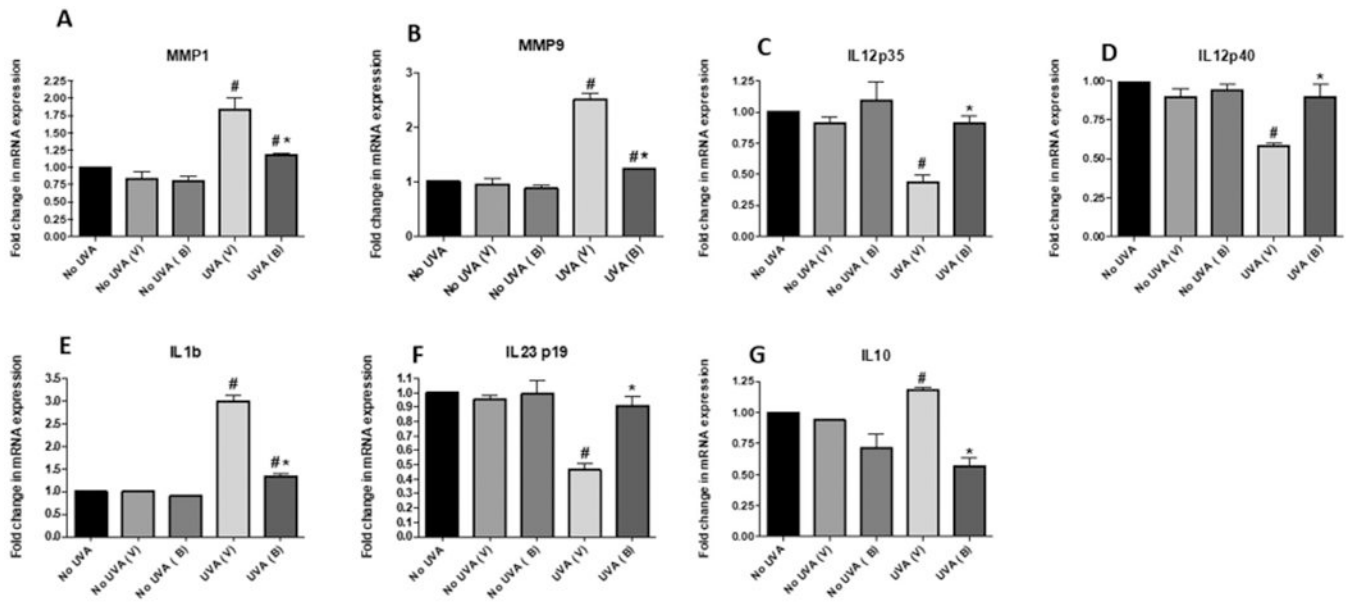 A
MMP1
Fold change in mRNA expression
2.25
2.00
1.75
1.50
1.25
1.00
0.75
0.50
0.25
0.00
#
# *
No UVA
No UVA (V)
No UVA ( B)
UVA (V)
UVA (B)
B
MMP9
Fold change in mRNA expression
3
2
1
0
#
# *
No UVA
No UVA (V)
No UVA ( B)
UVA (V)
UVA (B)
C
IL12p35
Fold change in mRNA expression
1.25
1.00
0.75
0.50
0.25
0.00
#
*
No UVA
No UVA (V)
No UVA ( B)
UVA (V)
UVA (B)
D
IL12p40
Fold change in mRNA expression
1.00
0.75
0.50
0.25
0.00
#
*
No UVA
No UVA (V)
No UVA ( B)
UVA (V)
UVA (B)
E
IL1b
Fold change in mRNA expression
3.5
3.0
2.5
2.0
1.5
1.0
0.5
0.0
#
# *
No UVA
No UVA (V)
No UVA ( B)
UVA (V)
UVA (B)
F
IL23 p19
Fold change in mRNA expression
1.1
1.0
0.9
0.8
0.7
0.6
0.5
0.4
0.3
0.2
0.1
0.0
#
*
No UVA
No UVA (V)
No UVA ( B)
UVA (V)
UVA (B)
G
IL10
Fold change in mRNA expression
1.25
1.00
0.75
0.50
0.25
0.00
#
*
No UVA
No UVA (V)
No UVA ( B)
UVA (V)
UVA (B)